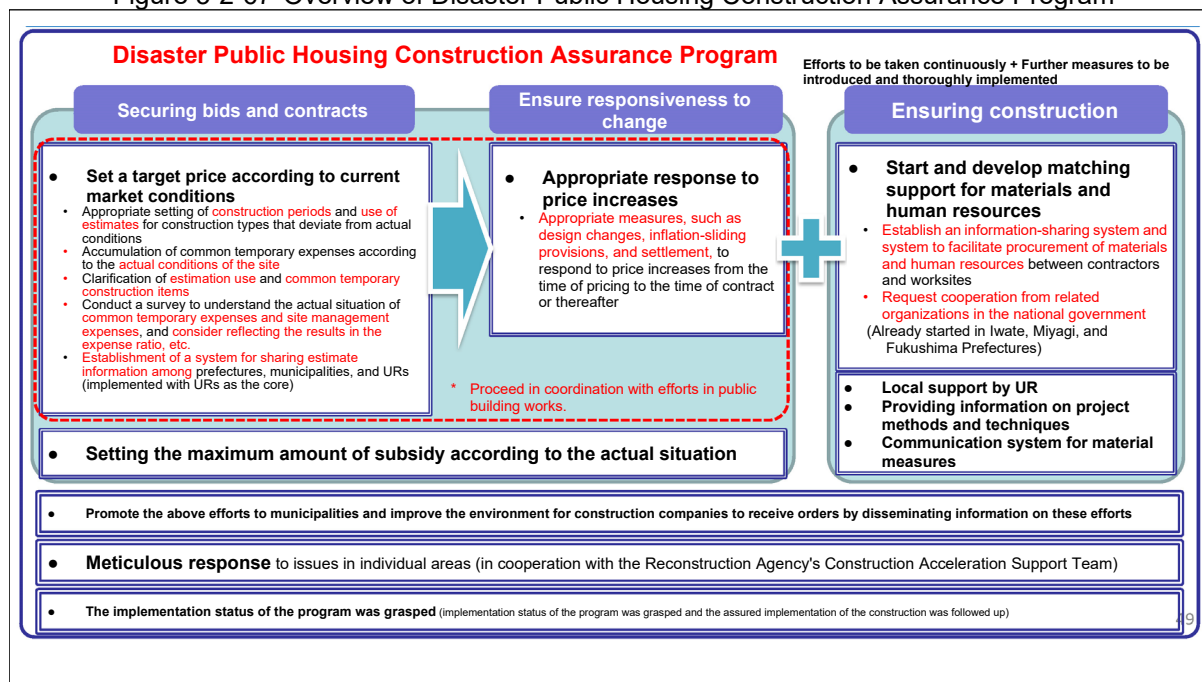 Disaster Public Housing Construction Assurance Program
Efforts to be taken continuously + Further measures to be
introduced and thoroughly implemented
Securing bids and contracts
● Set a target price according to current
market conditions
• Appropriate setting of construction periods and use of
estimates for construction types that deviate from actual
conditions
• Accumulation of common temporary expenses according
to the actual conditions of the site
• Clarification of estimation use and common temporary
construction items
• Conduct a survey to understand the actual situation of
common temporary expenses and site management
expenses, and consider reflecting the results in the
expense ratio, etc.
• Establishment of a system for sharing estimate
information among prefectures, municipalities, and URs
(implemented with URs as the core)
Ensure responsiveness to
change
● Appropriate response to
price increases
• Appropriate measures, such as
design changes, inflation-sliding
provisions, and settlement, to
respond to price increases from the
time of pricing to the time of contract
or thereafter
* Proceed in coordination with efforts in public
building works.
● Setting the maximum amount of subsidy according to the actual situation
Ensuring construction
● Start and develop matching
support for materials and
human resources
• Establish an information-sharing system and
system to facilitate procurement of materials
and human resources between contractors
and worksites
• Request cooperation from related
organizations in the national government
(Already started in Iwate, Miyagi, and
Fukushima Prefectures)
● Local support by UR
● Providing information on project
methods and techniques
● Communication system for material
measures
● Promote the above efforts to municipalities and improve the environment for construction companies to receive orders by disseminating information on these efforts
● Meticulous response to issues in individual areas (in cooperation with the Reconstruction Agency's Construction Acceleration Support Team)
● The implementation status of the program was grasped (implementation status of the program was grasped and the assured implementation of the construction was followed up)
49